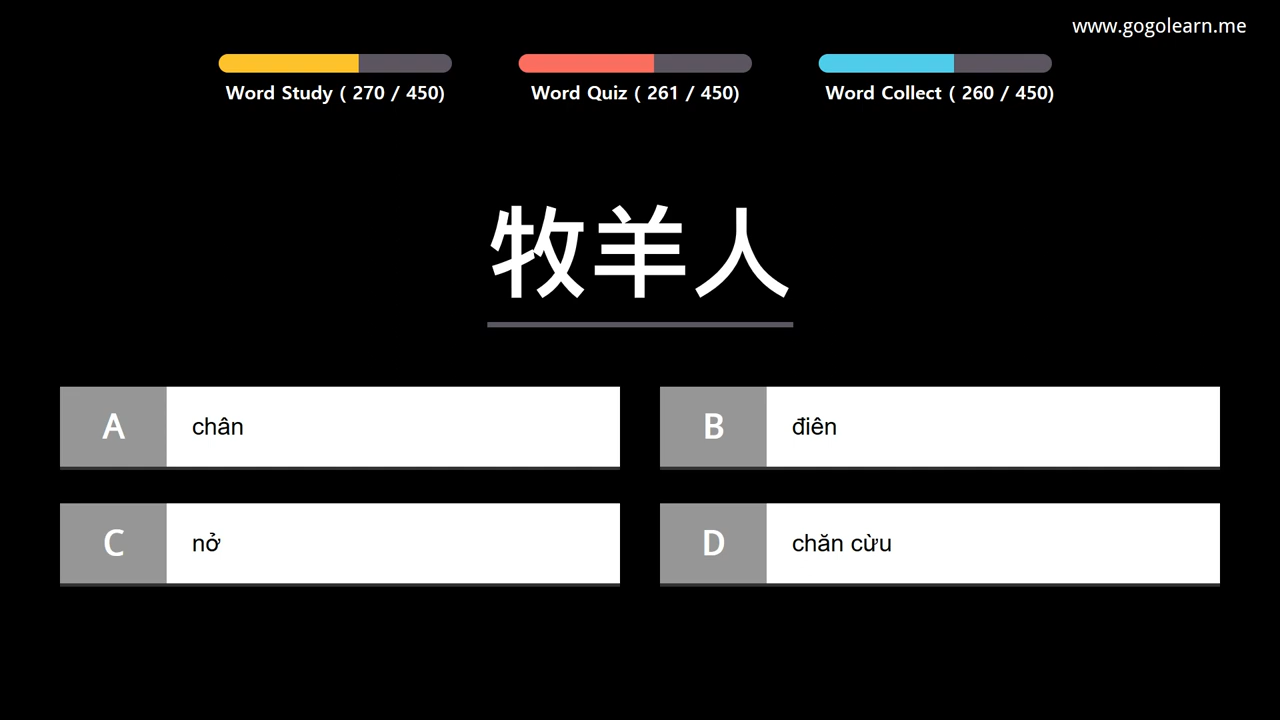 www.gogolearn.me
Word Study ( 270 / 450)
Word Quiz ( 261 / 450)
Word Collect ( 260 / 450)
牧羊人
A chân
B điên
C nở
D chăn cừu